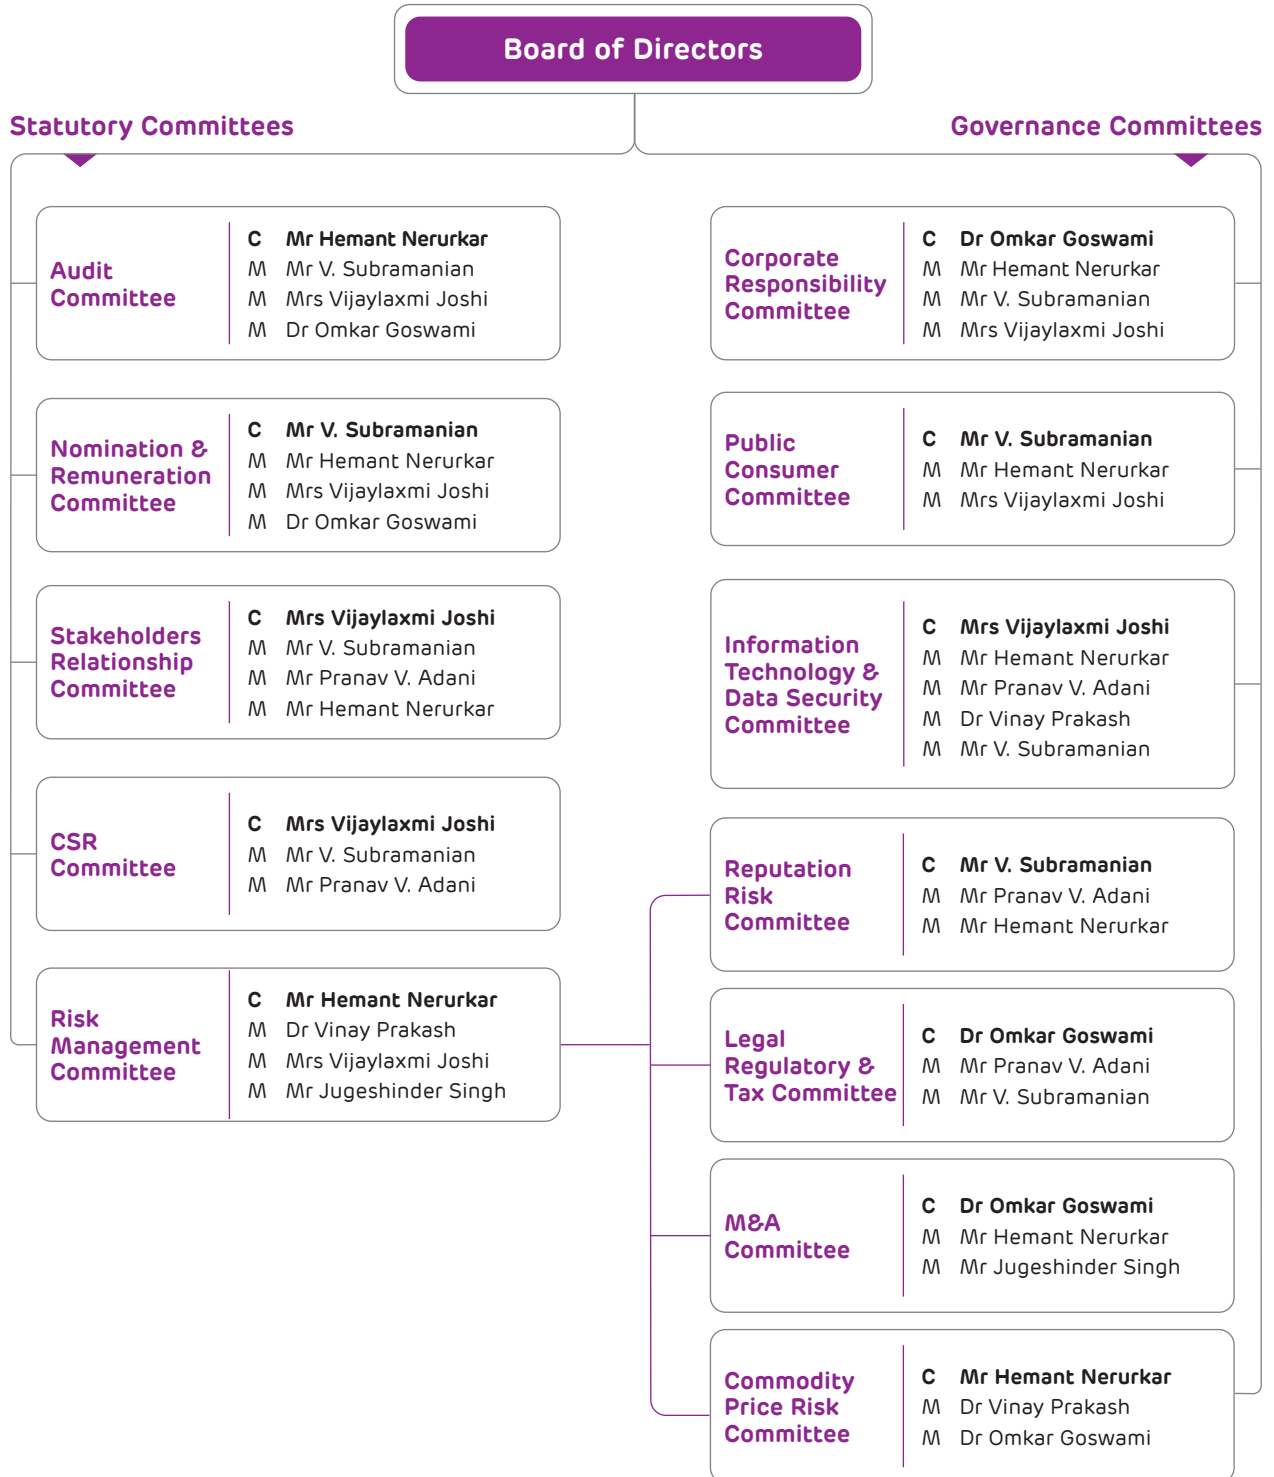 Board of Directors
Statutory Committees
Audit
Committee
C Mr Hemant Nerurkar
M Mr V. Subramanian
M Mrs Vijaylaxmi Joshi
M Dr Omkar Goswami
Nomination &
Remuneration
Committee
C Mr V. Subramanian
M Mr Hemant Nerurkar
M Mrs Vijaylaxmi Joshi
M Dr Omkar Goswami
Stakeholders
Relationship
Committee
C Mrs Vijaylaxmi Joshi
M Mr V. Subramanian
M Mr Pranav V. Adani
M Mr Hemant Nerurkar
CSR
Committee
C Mrs Vijaylaxmi Joshi
M Mr V. Subramanian
M Mr Pranav V. Adani
Risk
Management
Committee
C Mr Hemant Nerurkar
M Dr Vinay Prakash
M Mrs Vijaylaxmi Joshi
M Mr Jugeshinder Singh
Governance Committees
Corporate
Responsibility
Committee
C Dr Omkar Goswami
M Mr Hemant Nerurkar
M Mr V. Subramanian
M Mrs Vijaylaxmi Joshi
Public
Consumer
Committee
C Mr V. Subramanian
M Mr Hemant Nerurkar
M Mrs Vijaylaxmi Joshi
Information
Technology &
Data Security
Committee
C Mrs Vijaylaxmi Joshi
M Mr Hemant Nerurkar
M Mr Pranav V. Adani
M Dr Vinay Prakash
M Mr V. Subramanian
Reputation
Risk
Committee
C Mr V. Subramanian
M Mr Pranav V. Adani
M Mr Hemant Nerurkar
Legal
Regulatory &
Tax Committee
C Dr Omkar Goswami
M Mr Pranav V. Adani
M Mr V. Subramanian
M&A
Committee
C Dr Omkar Goswami
M Mr Hemant Nerurkar
M Mr Jugeshinder Singh
Commodity
Price Risk
Committee
C Mr Hemant Nerurkar
M Dr Vinay Prakash
M Dr Omkar Goswami